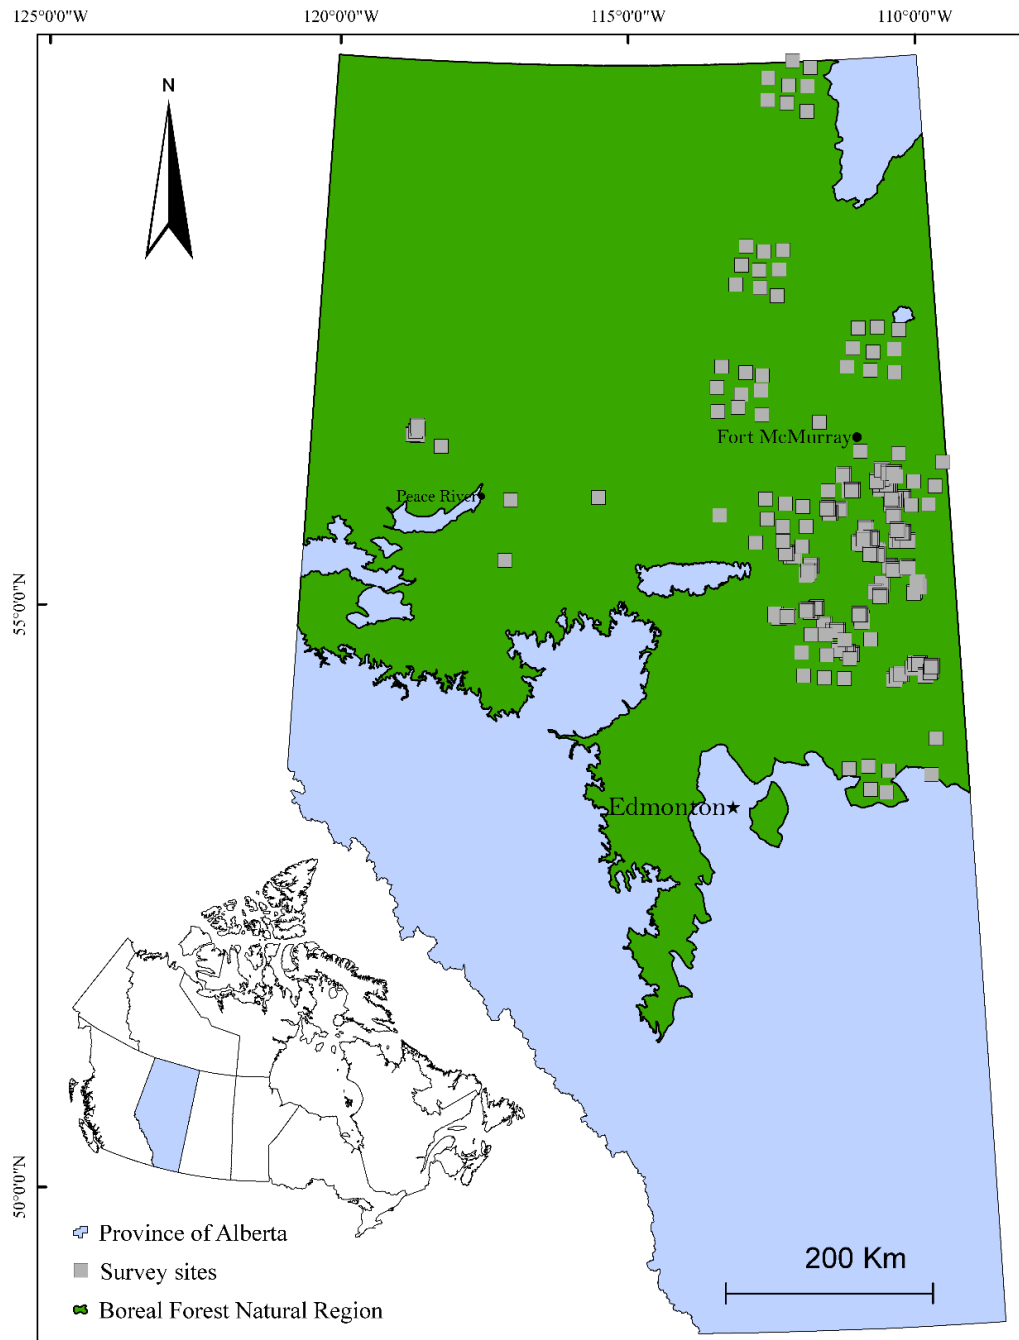 125°0'0"W 120°0'0"W 115°0'0"W 110°0'0"W
N
Fort McMurray
Peace River
55°0'0"N
Edmonton
50°0'0"N
Province of Alberta
Survey sites
Boreal Forest Natural Region
200 Km